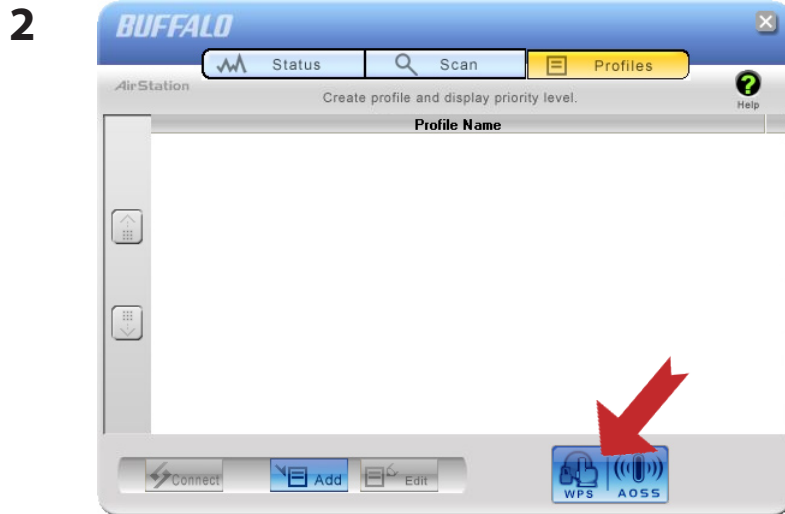 2
BUFFALO
Status Scan Profiles
AirStation
Create profile and display priority level.
Help
Profile Name
Connect Add Edit
WPS AOSS